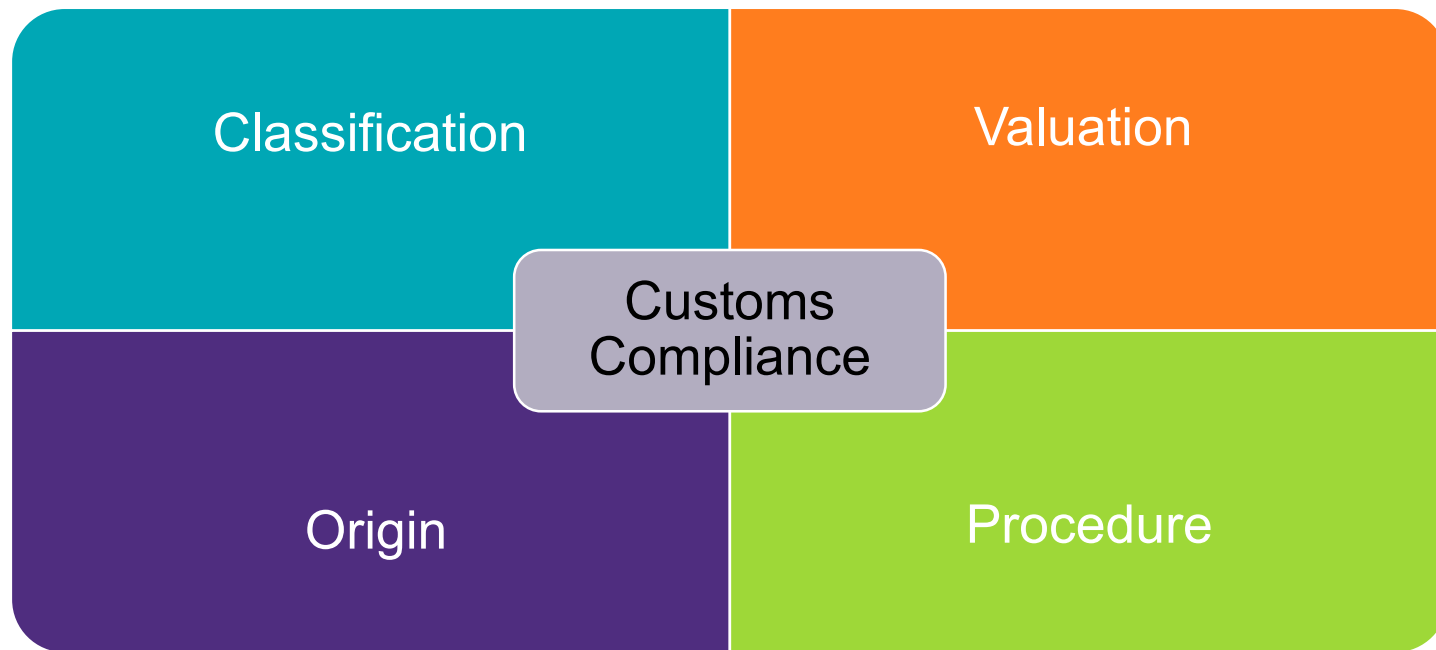 Classification
Valuation
Customs
Compliance
Origin
Procedure